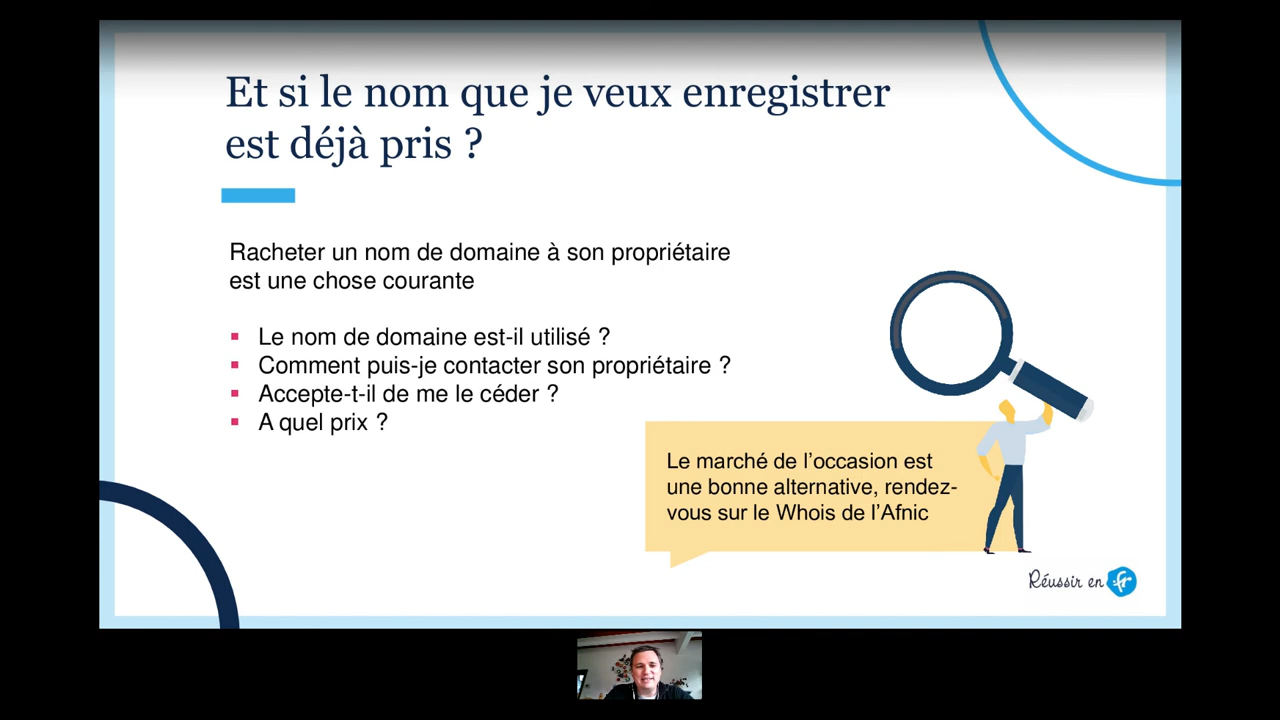 Et si le nom que je veux enregistrer
est déjà pris ?
Racheter un nom de domaine à son propriétaire
est une chose courante
Le nom de domaine est-il utilisé ?
Comment puis-je contacter son propriétaire ?
Accepte-t-il de me le céder ?
A quel prix ?
Le marché de l’occasion est
une bonne alternative, rendez-
vous sur le Whois de l’Afnic
Réussir en .fr